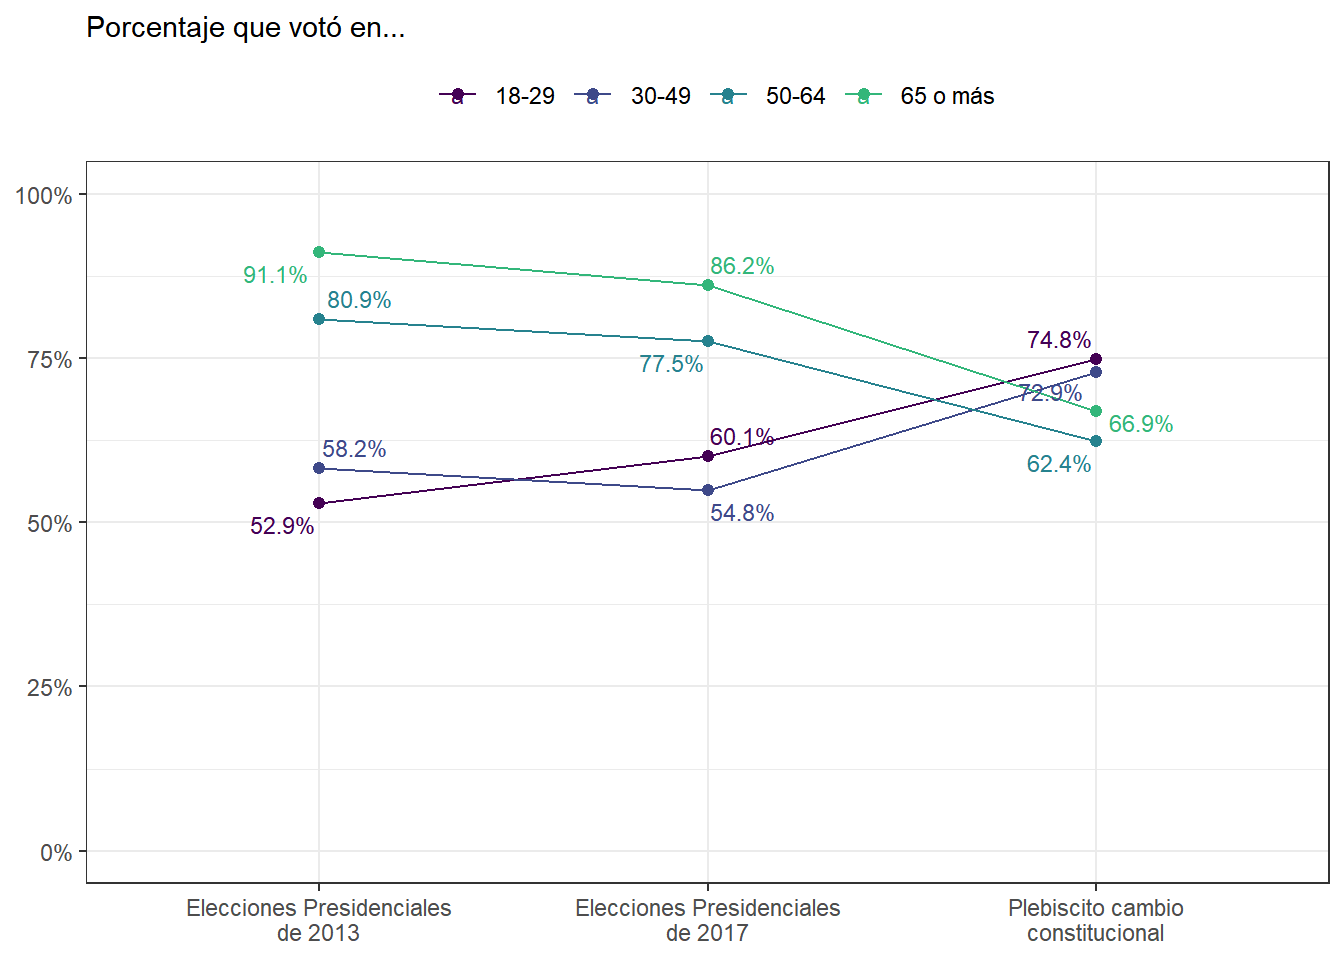 Porcentaje que votó en...
a 18-29 a 30-49 a 50-64 a 65 o más
100%
91.1%
86.2%
80.9%
74.8%
75%
77.5%
72.9%
66.9%
60.1%
58.2%
62.4%
54.8%
52.9%
50%
25%
0%
Elecciones Presidenciales
de 2013
Elecciones Presidenciales
de 2017
Plebiscito cambio
constitucional